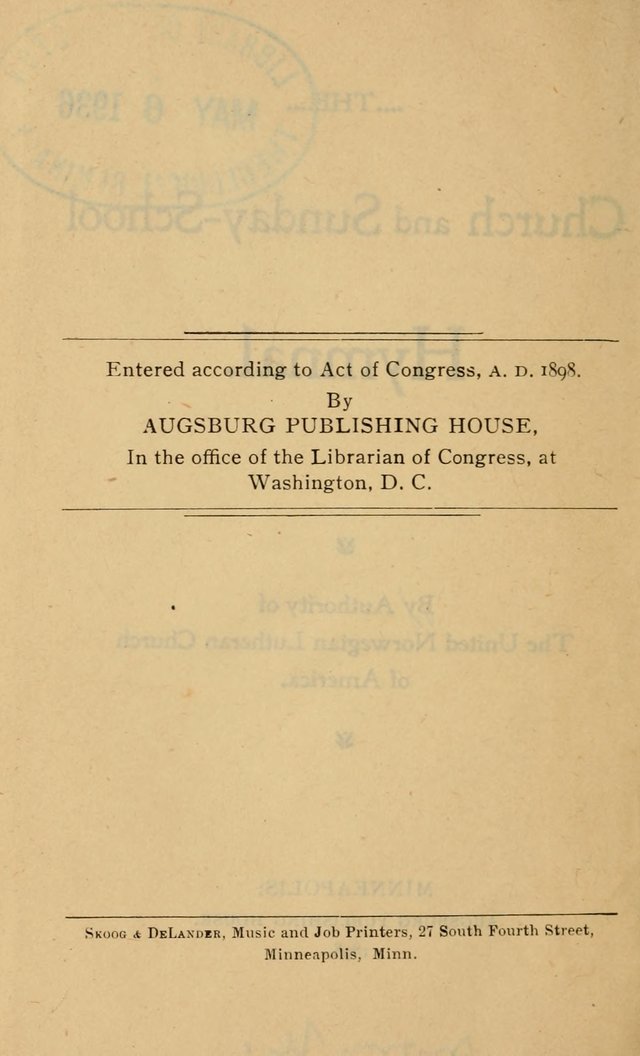 Entered according to Act of Congress, A. D. 1898.
By
AUGSBURG PUBLISHING HOUSE,
In the office of the Librarian of Congress, at
Washington, D. C.
SKOOG & DELANDER, Music and Job Printers, 27 South Fourth Street,
Minneapolis, Minn.